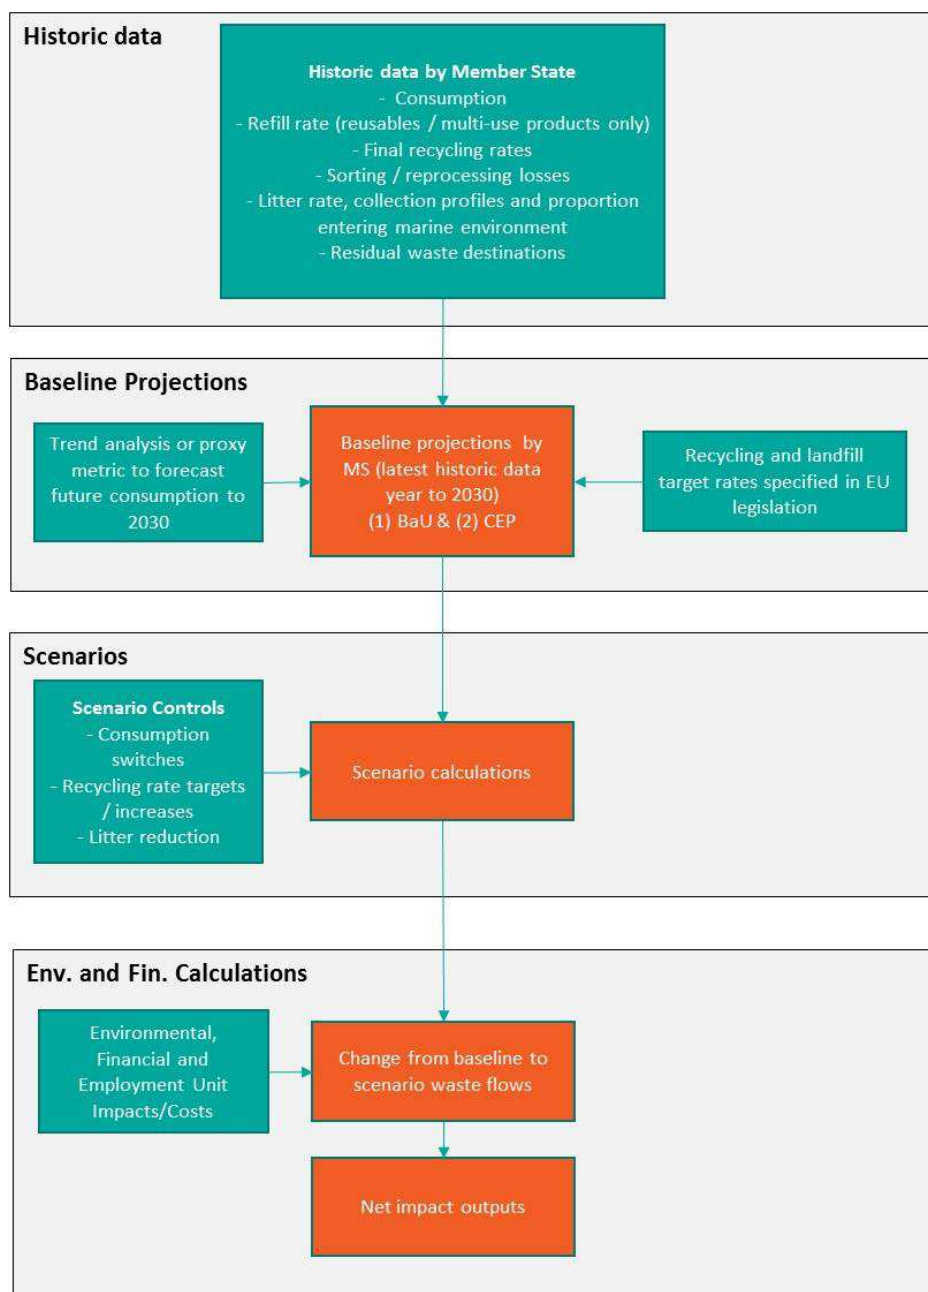 Historic data
Historic data by Member State
- Consumption
- Refill rate (reusables / multi-use products only)
- Final recycling rates
- Sorting / reprocessing losses
- Litter rate, collection profiles and proportion
entering marine environment
- Residual waste destinations
Baseline Projections
Trend analysis or proxy
metric to forecast
future consumption to
2030
Baseline projections by
MS (latest historic data
year to 2030)
(1) BaU & (2) CEP
Recycling and landfill
target rates specified in EU
legislation
Scenarios
Scenario Controls
- Consumption
switches
- Recycling rate targets
/ increases
- Litter reduction
Scenario calculations
Env. and Fin. Calculations
Environmental,
Financial and
Employment Unit
Impacts/Costs
Change from baseline to
scenario waste flows
Net impact outputs